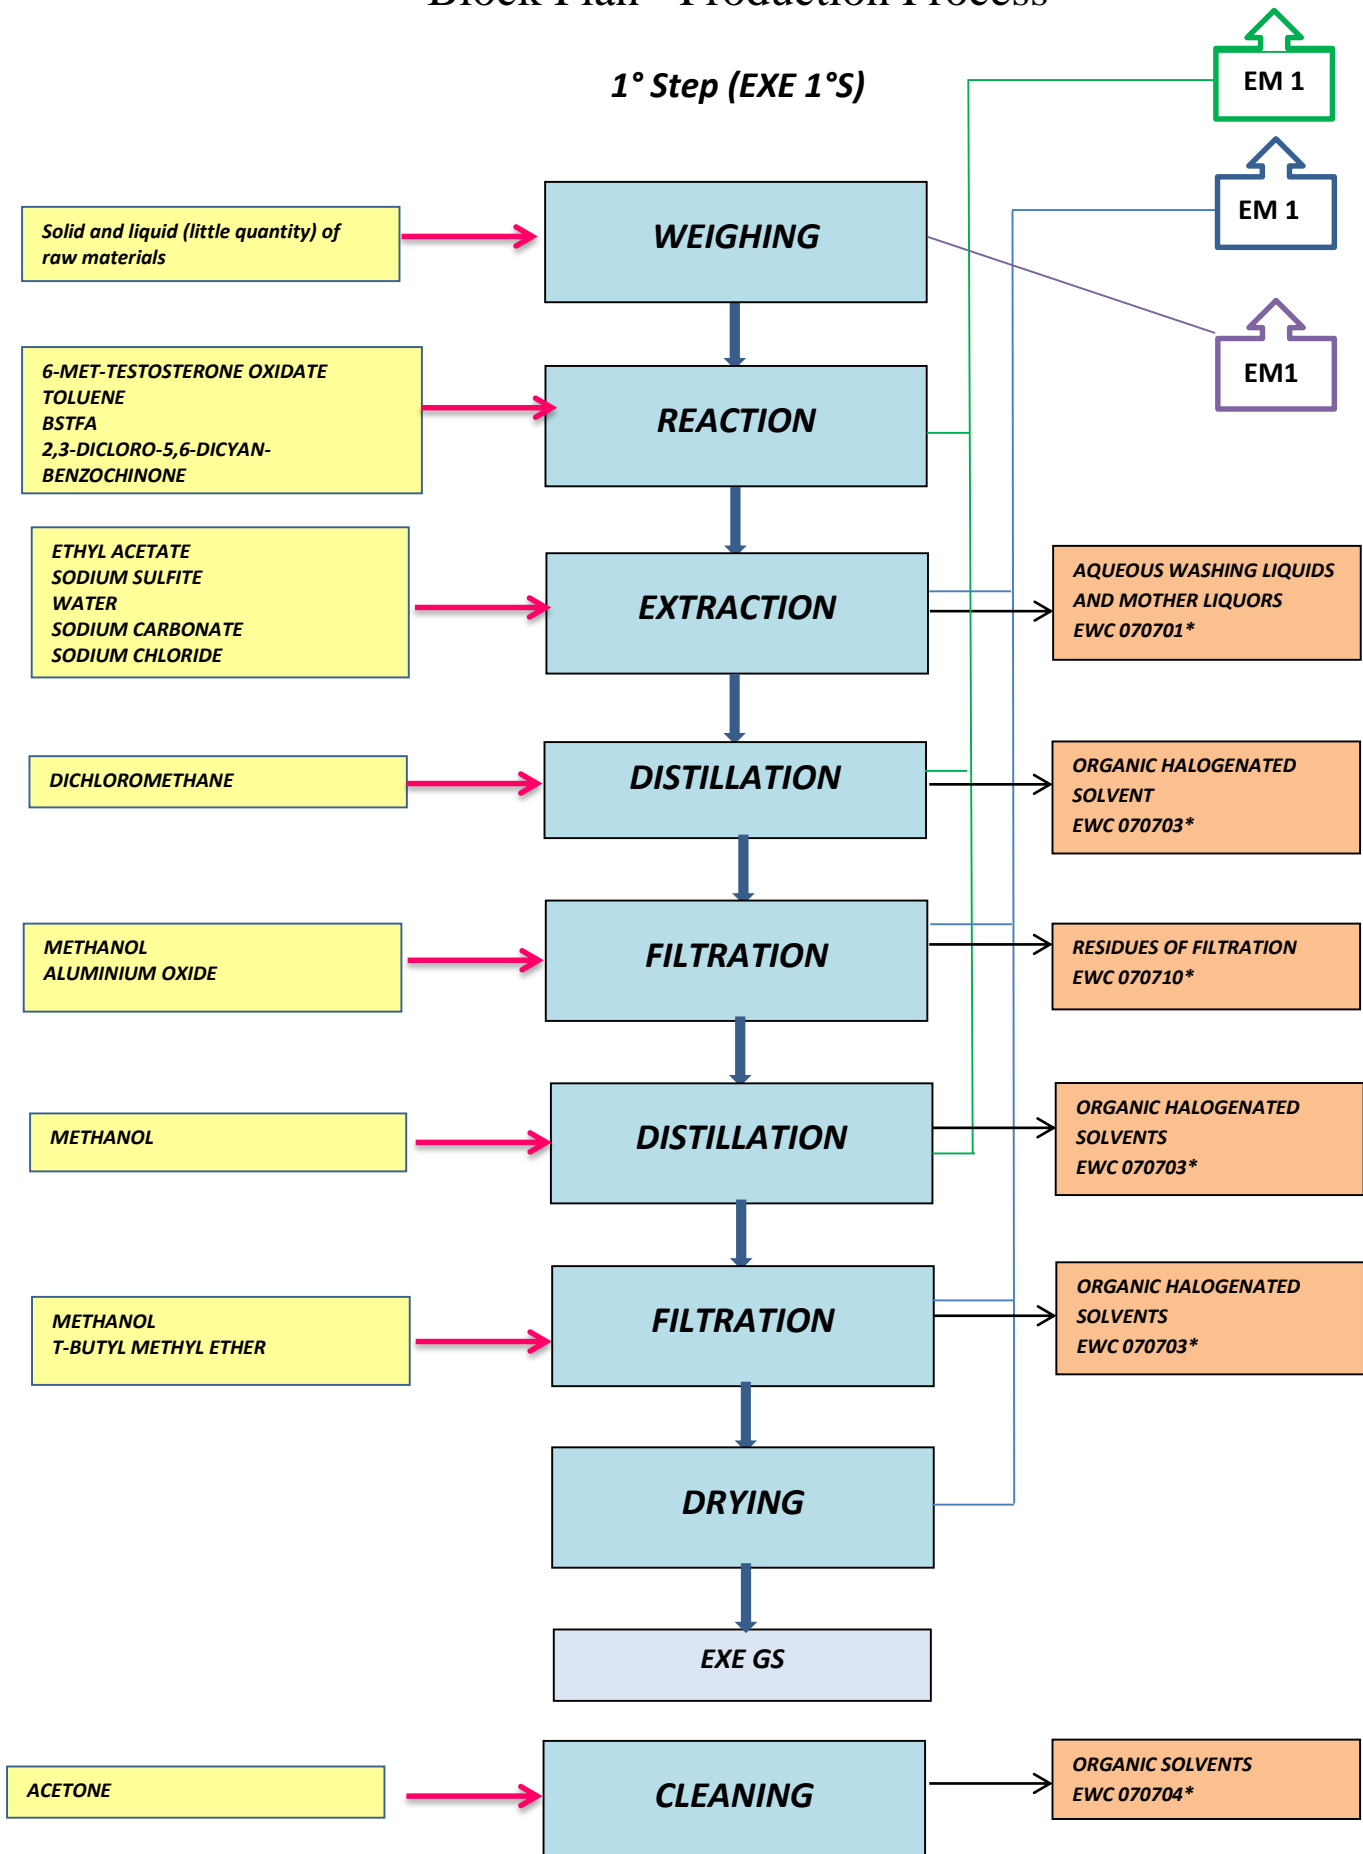 Block Plan - Production Process
1° Step (EXE 1°S)
EM 1
EM 1
EM1
Solid and liquid (little quantity) of
raw materials
WEIGHING
6-MET-TESTOSTERONE OXIDATE
TOLUENE
BSTFA
2,3-DICLORO-5,6-DICYAN-
BENZOCHINONE
REACTION
ETHYL ACETATE
SODIUM SULFITE
WATER
SODIUM CARBONATE
SODIUM CHLORIDE
EXTRACTION
AQUEOUS WASHING LIQUIDS
AND MOTHER LIQUORS
EWC 070701*
DICHLOROMETHANE
DISTILLATION
ORGANIC HALOGENATED
SOLVENT
EWC 070703*
METHANOL
ALUMINIUM OXIDE
FILTRATION
RESIDUES OF FILTRATION
EWC 070710*
METHANOL
DISTILLATION
ORGANIC HALOGENATED
SOLVENTS
EWC 070703*
METHANOL
T-BUTYL METHYL ETHER
FILTRATION
ORGANIC HALOGENATED
SOLVENTS
EWC 070703*
DRYING
EXE GS
ACETONE
CLEANING
ORGANIC SOLVENTS
EWC 070704*